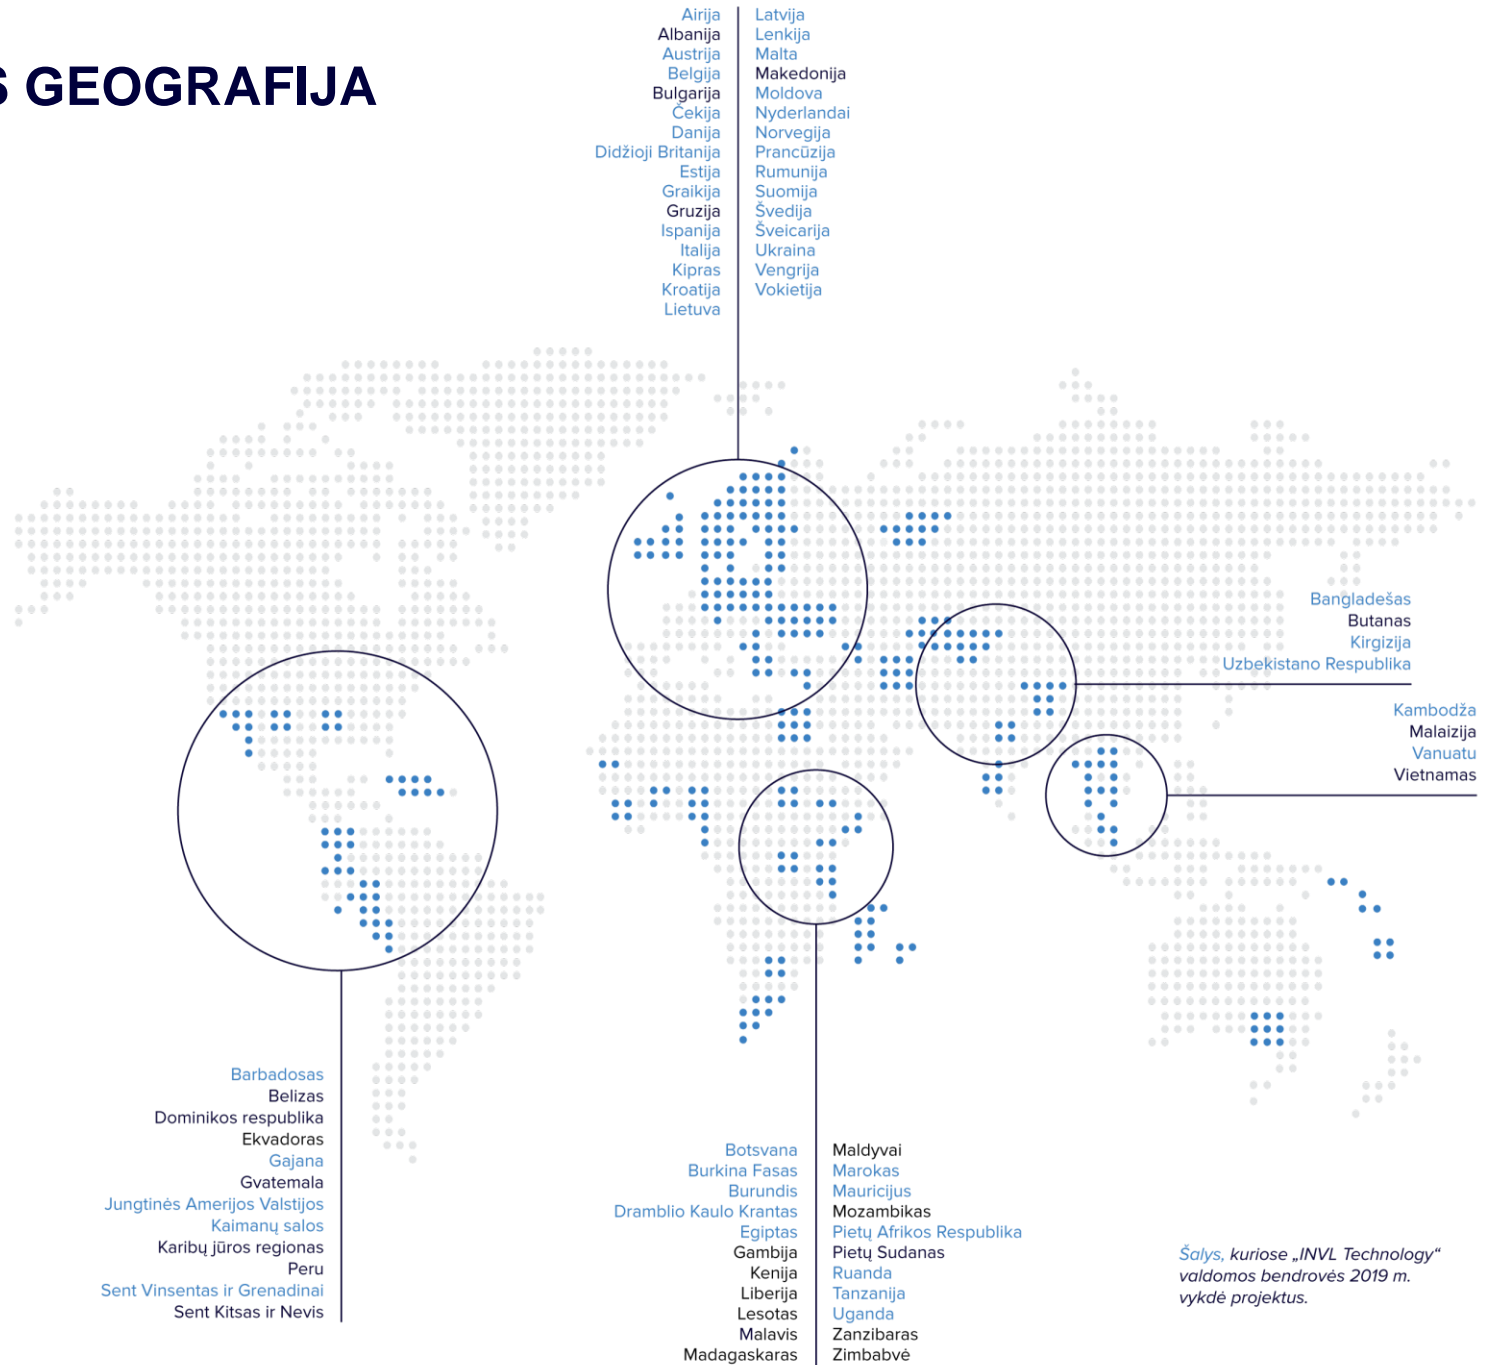 S GEOGRAFIJA
Airija
Albanija
Austrija
Belgija
Bulgarija
Čekija
Danija
Didžioji Britanija
Estija
Graikija
Gruzija
Ispanija
Italija
Kipras
Kroatija
Lietuva
Latvija
Lenkija
Malta
Makedonija
Moldova
Nyderlandai
Norvegija
Prancūzija
Rumunija
Suomija
Švedija
Šveicarija
Ukraina
Vengrija
Vokietija
Bangladešas
Butanas
Kirgizija
Uzbekistano Respublika
Kambodža
Malaizija
Vanuatu
Vietnamas
Barbadosas
Belizas
Dominikos respublika
Ekvadoras
Gajana
Gvatemala
Jungtinės Amerijos Valstijos
Kaimanų salos
Karibų jūros regionas
Peru
Sent Vinsentas ir Grenadinai
Sent Kitsas ir Nevis
Botsvana
Burkina Fasas
Burundis
Dramblio Kaulo Krantas
Egiptas
Gambija
Kenija
Liberija
Lesotas
Malavis
Madagaskaras
Maldyvai
Marokas
Mauricijus
Mozambikas
Pietų Afrikos Respublika
Pietų Sudanas
Ruanda
Tanzanija
Uganda
Zanzibaras
Zimbabvė
Šalys, kuriose „INVL Technology“
valdomos bendrovės 2019 m.
vykdė projektus.